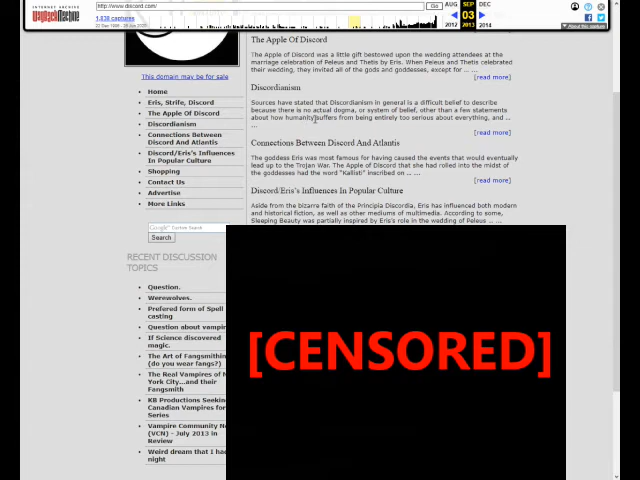 INTERNET ARCHIVE
WayBackMachine
http://www.discord.com/
Go
AUG SEP DEC
1,838 captures
03
2012 2013 2014
About this capture
The Apple Of Discord
The Apple of Discord was a little gift bestowed upon the wedding attendees at the
marriage celebration of Peleus and Thetis by Eris. When Peleus and Thetis celebrated
their wedding, they invited all of the gods and goddesses, except for ... ...
[read more]
This domain may be for sale
Home
Eris, Strife, Discord
The Apple Of Discord
Discordianism
Connections Between
Discord And Atlantis
Discord/Eris's Influences
In Popular Culture
Shopping
Contact Us
Advertise
More Links
Discordianism
Sources have stated that Discordianism in general is a difficult belief to describe
because there is no actual dogma, or system of belief, other than a few statements
about how humanity suffers from being entirely too serious about everything, and ...
...
[read more]
Connections Between Discord And Atlantis
The goddess Eris was most famous for having caused the events that would eventually
lead up to the Trojan War. The Apple of Discord that she had rolled into the midst of
the goddesses had the word "Kallisti" inscribed on ... ...
[read more]
Discord/Eris's Influences In Popular Culture
Aside from the bizarre faith of the Principia Discordia, Eris has influenced both modern
and historical fiction, as well as other mediums of multimedia. According to some,
Sleeping Beauty was partially inspired by Eris's role in the wedding of Peleus ... ...
Google Custom Search
Search
RECENT DISCUSSION
TOPICS
Question.
Werewolves.
Prefered form of Spell
casting
Question about vampir
If Science discovered
magic.
The Art of Fangsmithin
(do you wear fangs?)
The Real Vampires of N
York City...and their
Fangsmith
KB Productions Seekin
Canadian Vampires for
Series
Vampire Community Ne
(VCN) - July 2013 in
Review
Weird dream that I had
night
[CENSORED]